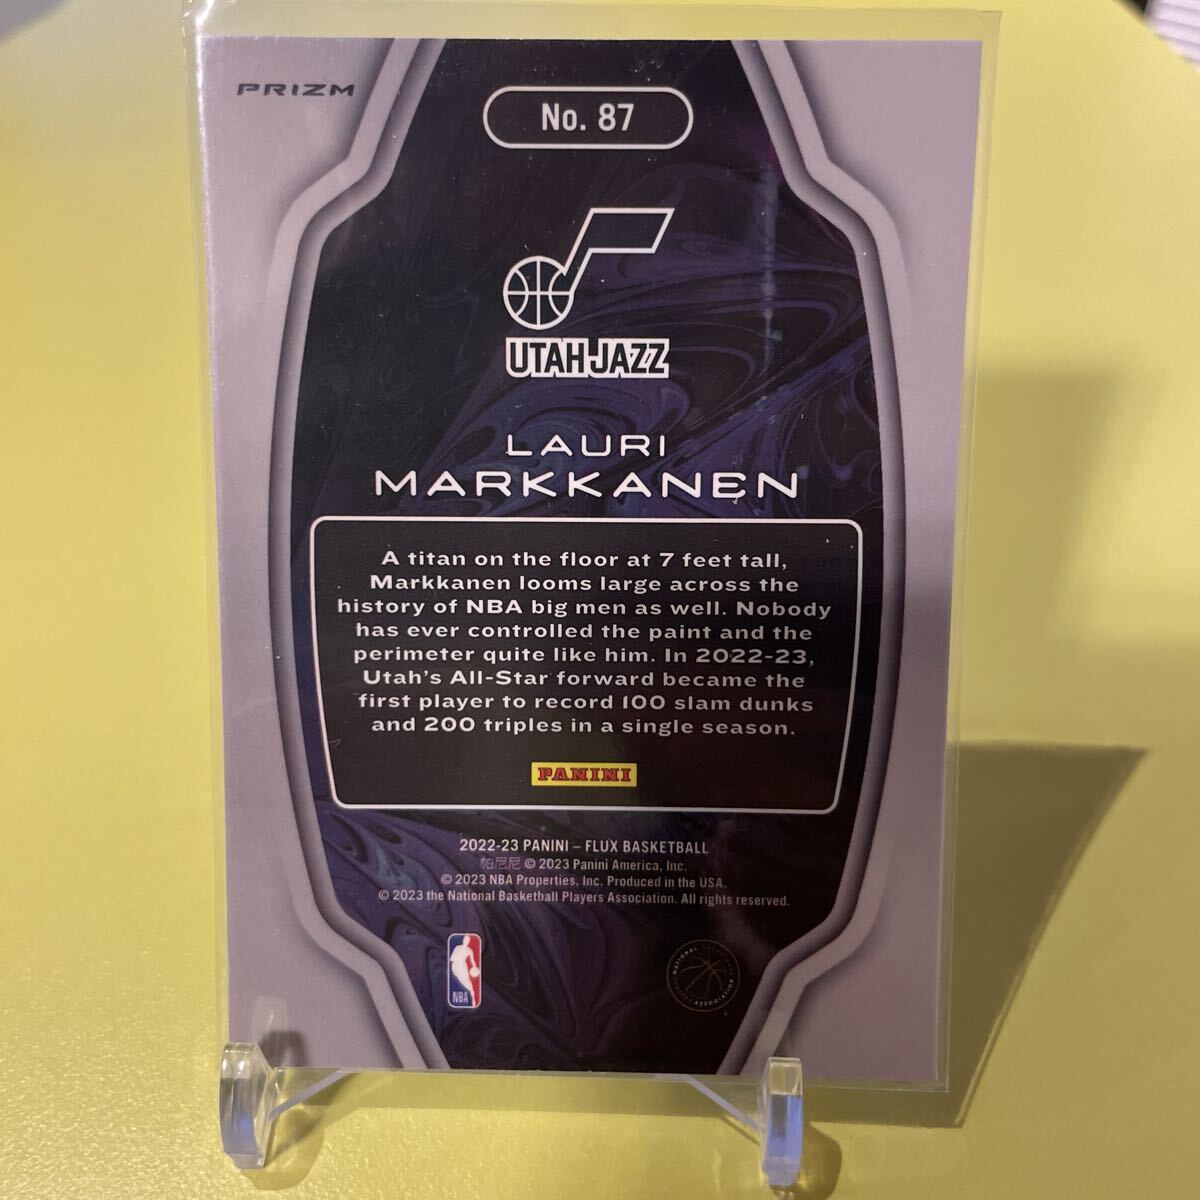 PRIZM
No. 87
UTAH JAZZ
LAURI
MARKKANEN
A titan on the floor at 7 feet tall,
Markkanen looms large across the
history of NBA big men as well. Nobody
has ever controlled the paint and the
perimeter quite like him. In 2022-23,
Utah's All-Star forward became the
first player to record 100 slam dunks
and 200 triples in a single season.
PANINI
2022-23 PANINI – FLUX BASKETBALL
帕尼尼 © 2023 Panini America, Inc.
© 2023 NBA Properties, Inc. Produced in the USA.
© 2023 the National Basketball Players Association. All rights reserved.
NBA
NATIONAL
ASSOCIATION